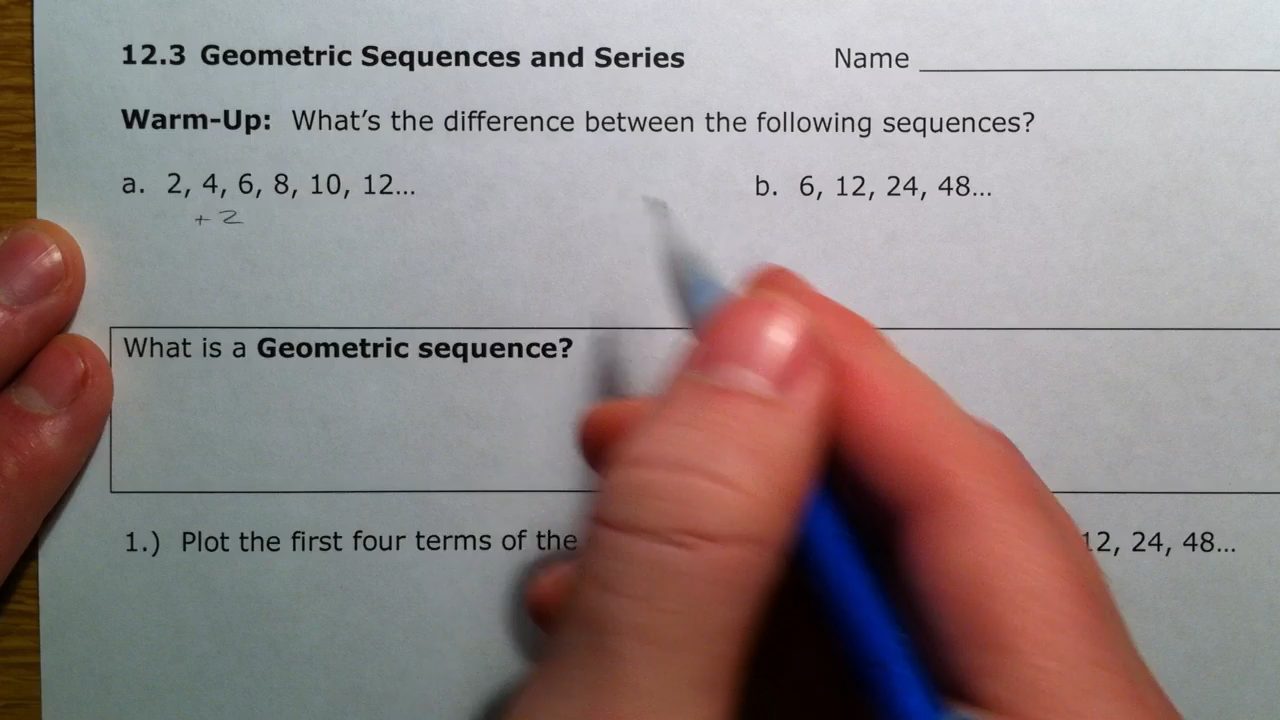 12.3 Geometric Sequences and Series Name
Warm-Up: What's the difference between the following sequences?
a. 2, 4, 6, 8, 10, 12... b. 6, 12, 24, 48...
+2
What is a Geometric sequence?
1.) Plot the first four terms of the 12, 24, 48...